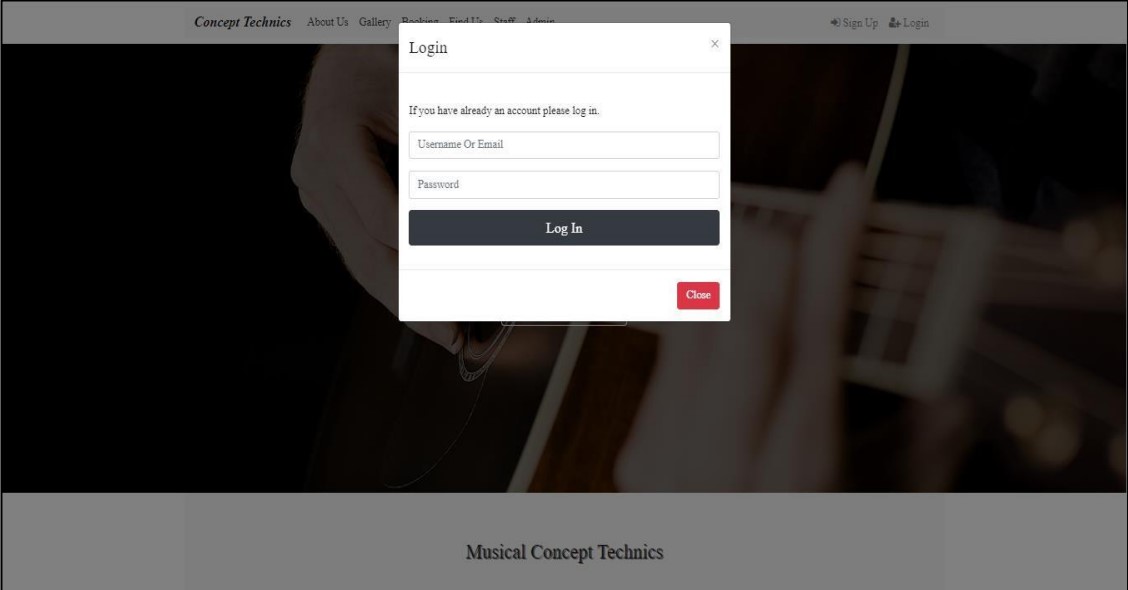 Concept Technics About Us Gallery Booking Find Us Staff Admin Sign Up Login
Login ×
If you have already an account please log in.
Username Or Email
Password
Log In
Close
Musical Concept Technics